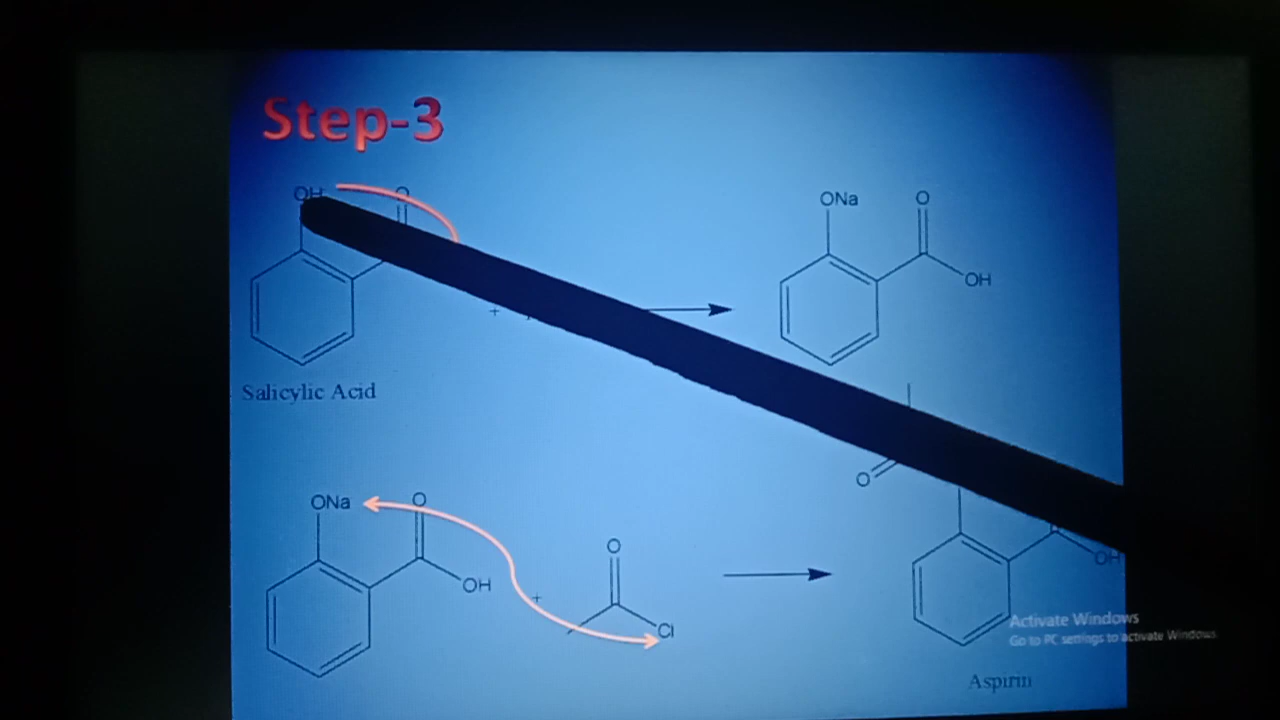 Step-3
OH
O
ONa
O
OH
+
Salicylic Acid
O
ONa
O
OH
+
O
Cl
OH
Activate Windows
Go to PC settings to activate Windows.
Aspirin